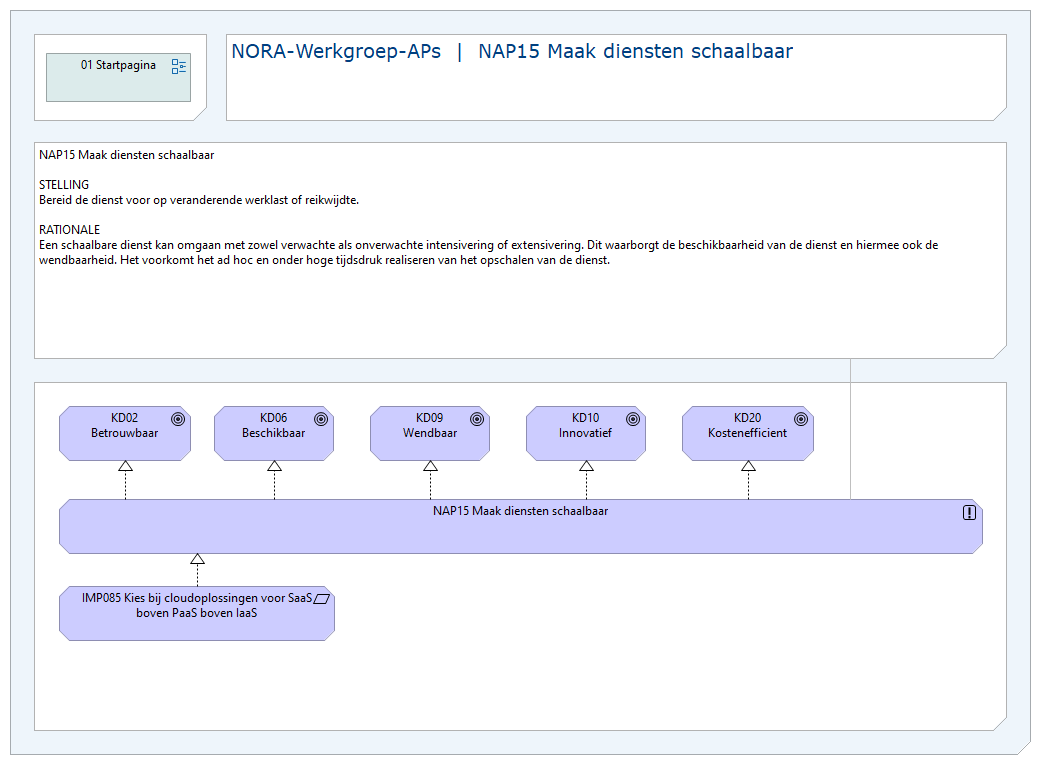 01 Startpagina
NORA-Werkgroep-APs | NAP15 Maak diensten schaalbaar
NAP15 Maak diensten schaalbaar
STELLING
Bereid de dienst voor op veranderende werklast of reikwijdte.
RATIONALE
Een schaalbare dienst kan omgaan met zowel verwachte als onverwachte intensivering of extensivering. Dit waarborgt de beschikbaarheid van de dienst en hiermee ook de
wendbaarheid. Het voorkomt het ad hoc en onder hoge tijdsdruk realiseren van het opschalen van de dienst.
KD02
Betrouwbaar
KD06
Beschikbaar
KD09
Wendbaar
KD10
Innovatief
KD20
Kostenefficient
NAP15 Maak diensten schaalbaar
IMP085 Kies bij cloudoplossingen voor SaaS
boven PaaS boven IaaS